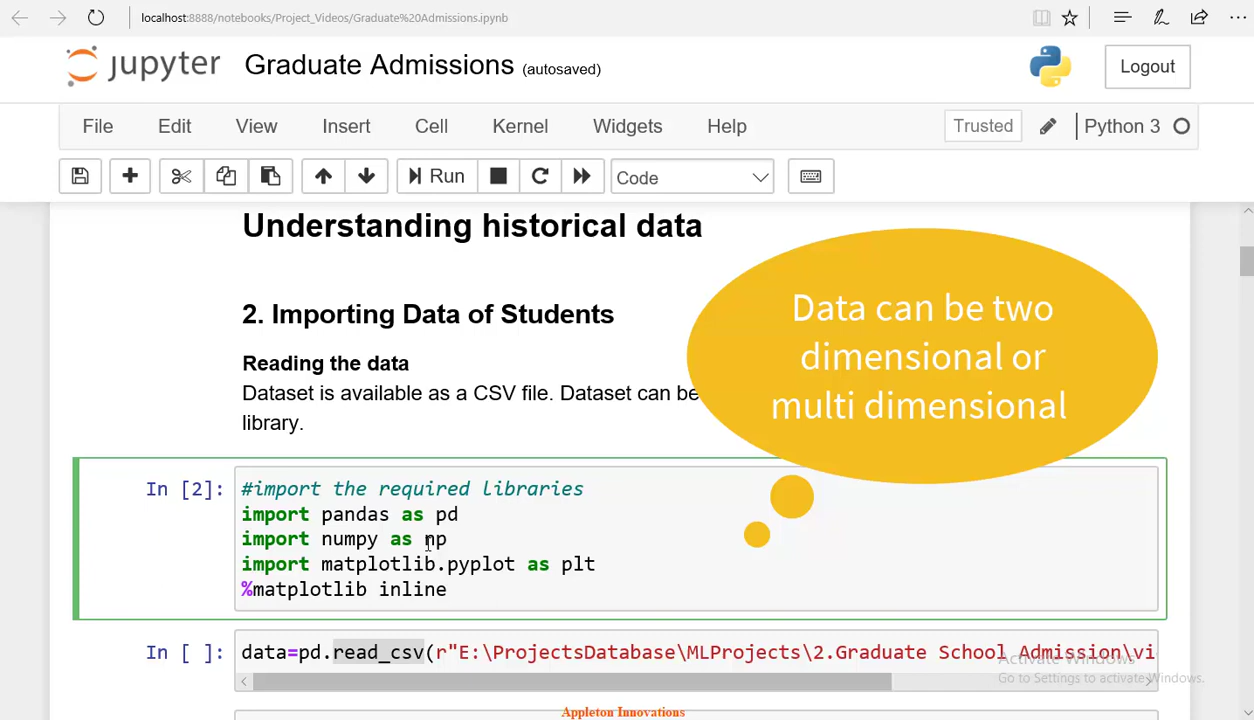 localhost:8888/notebooks/Project_Videos/Graduate%20Admissions.ipynb
jupyter Graduate Admissions (autosaved)
Logout
File Edit View Insert Cell Kernel Widgets Help
Trusted Python 3
Run Code
Understanding historical data
2. Importing Data of Students
Reading the data
Dataset is available as a CSV file. Dataset can be
library.
Data can be two
dimensional or
multi dimensional
In [2]:
#import the required libraries
import pandas as pd
import numpy as np
import matplotlib.pyplot as plt
%matplotlib inline
In [ ]: data=pd.read_csv(r"E:\ProjectsDatabase\MLProjects\2.Graduate School Admission\vi
Activate Windows
Go to Settings to activate Windows.
Appleton Innovations